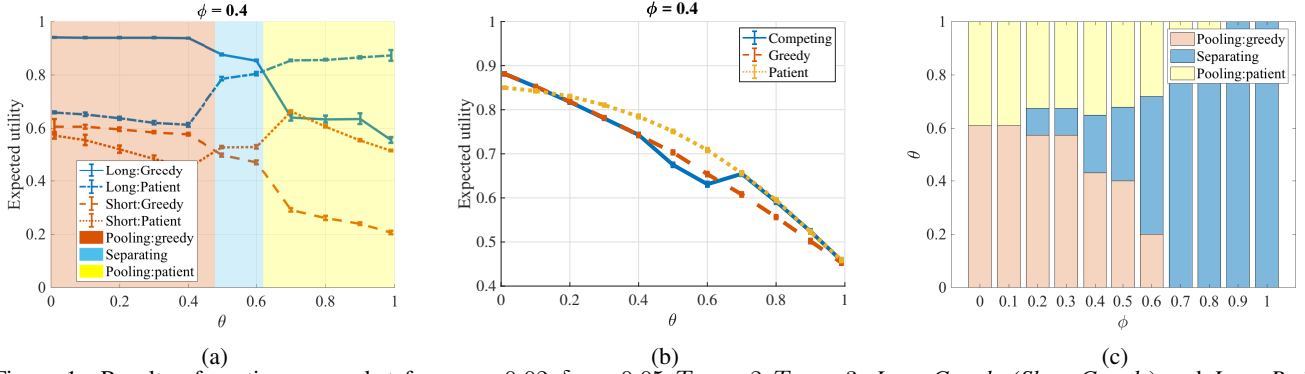 ϕ = 0.4
Expected utility
1
0.8
0.6
0.4
0.2
0
0 0.2 0.4 0.6 0.8 1
θ
Long:Greedy
Long:Patient
Short:Greedy
Short:Patient
Pooling:greedy
Separating
Pooling:patient
(a)
ϕ = 0.4
Expected utility
1
0.9
0.8
0.7
0.6
0.5
0.4
0 0.2 0.4 0.6 0.8 1
θ
Competing
Greedy
Patient
(b)
θ
1
0.8
0.6
0.4
0.2
0
0 0.1 0.2 0.3 0.4 0.5 0.6 0.7 0.8 0.9 1
ϕ
Pooling:greedy
Separating
Pooling:patient
(c)